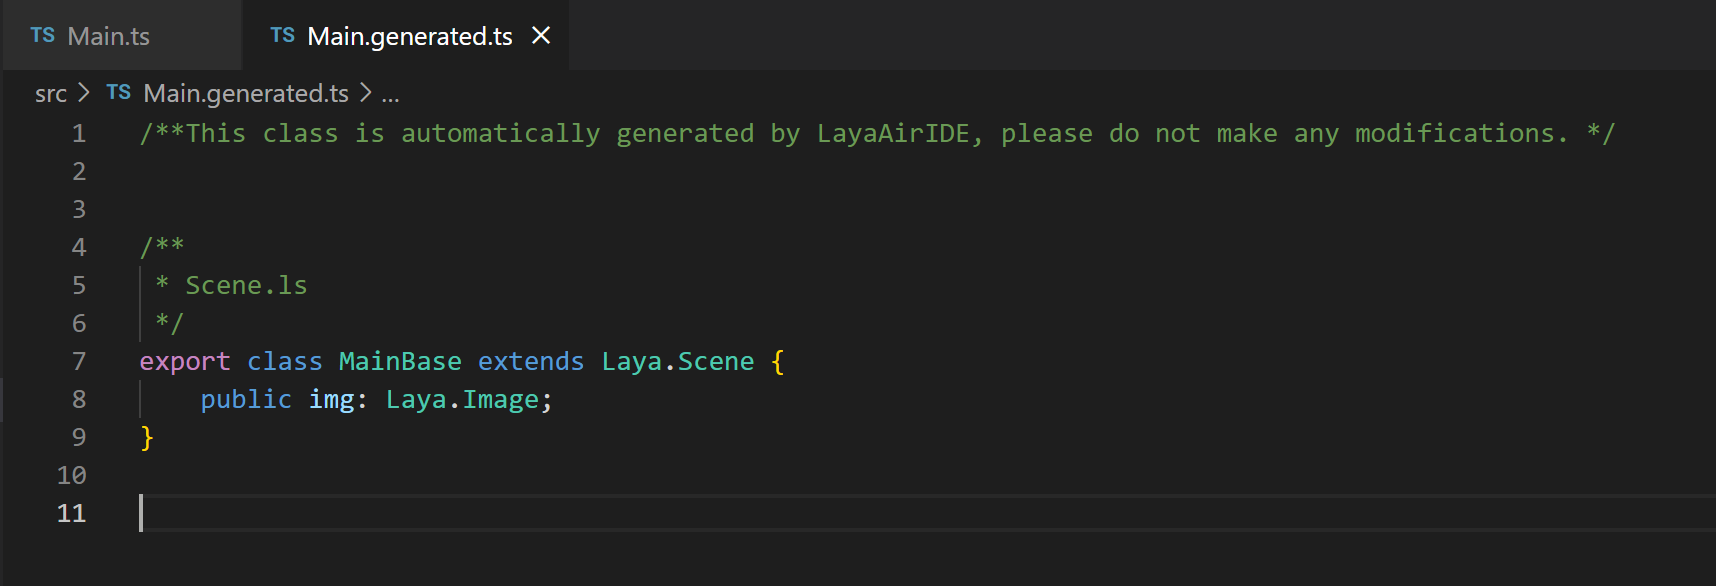 TS Main.ts TS Main.generated.ts
src > TS Main.generated.ts > ...
1 /**This class is automatically generated by LayaAirIDE, please do not make any modifications. */
2
3
4 /**
5 * Scene.ls
6 */
7 export class MainBase extends Laya.Scene {
8 public img: Laya.Image;
9 }
10
11